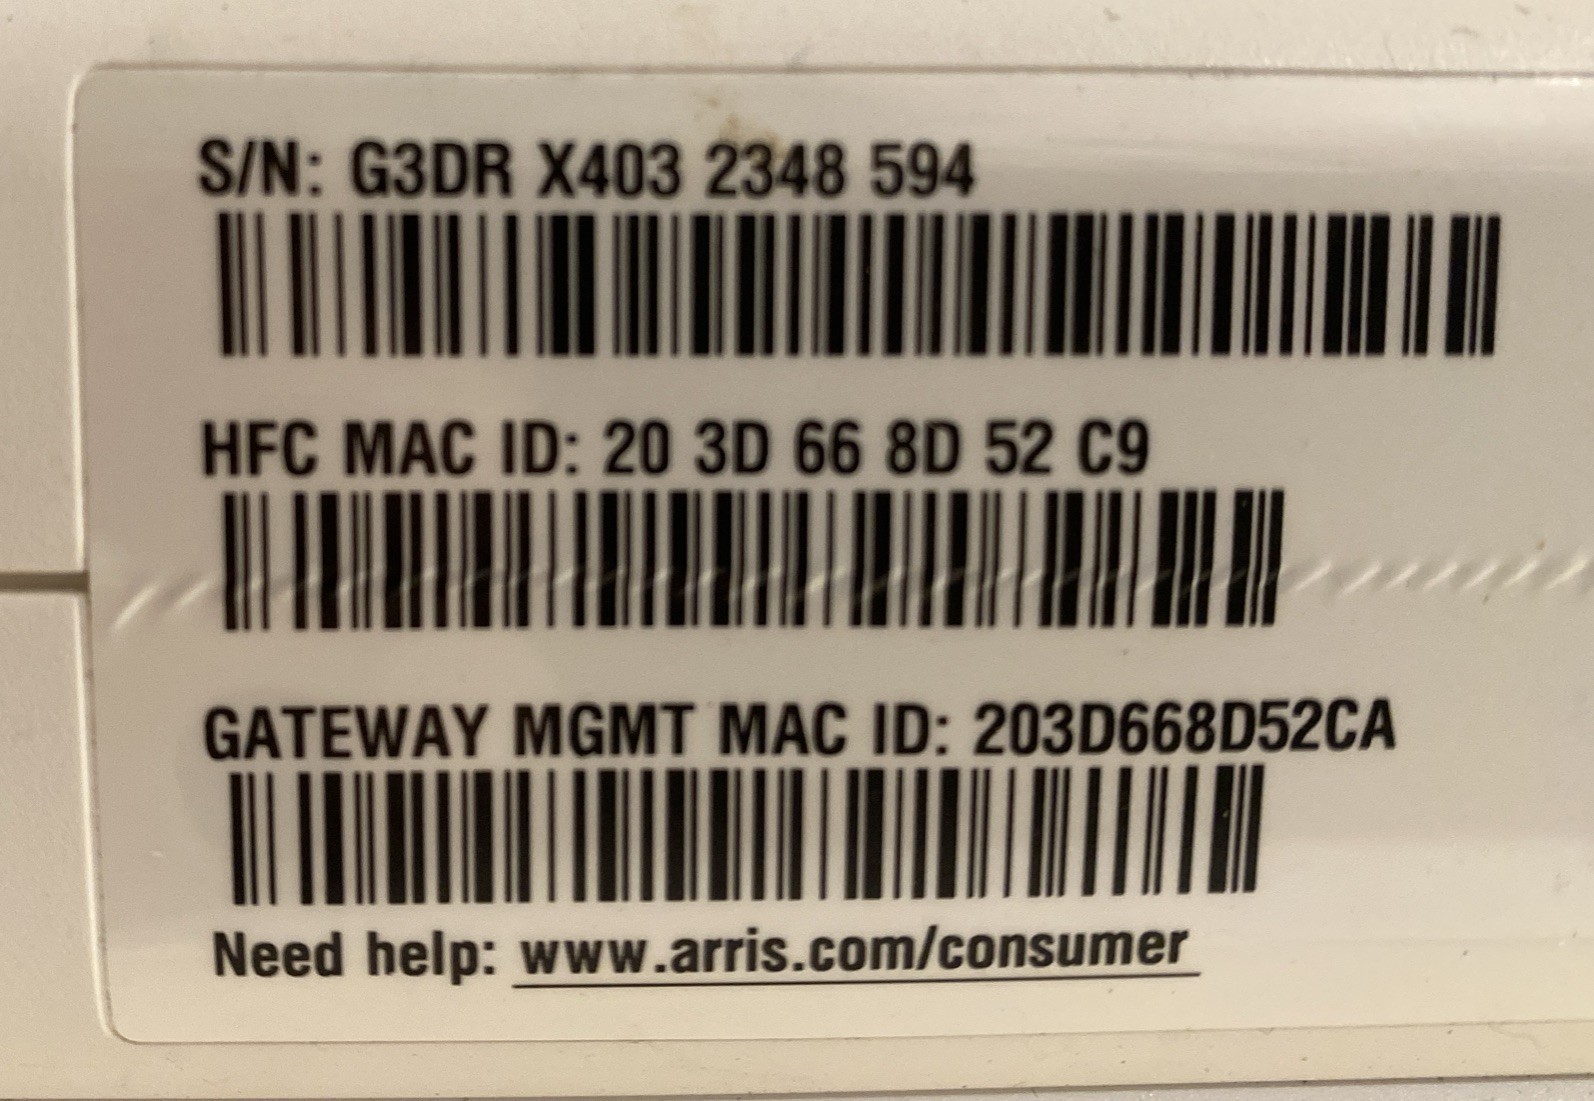 S/N: G3DR X403 2348 594
HFC MAC ID: 20 3D 66 8D 52 C9
GATEWAY MGMT MAC ID: 203D668D52CA
Need help: www.arris.com/consumer